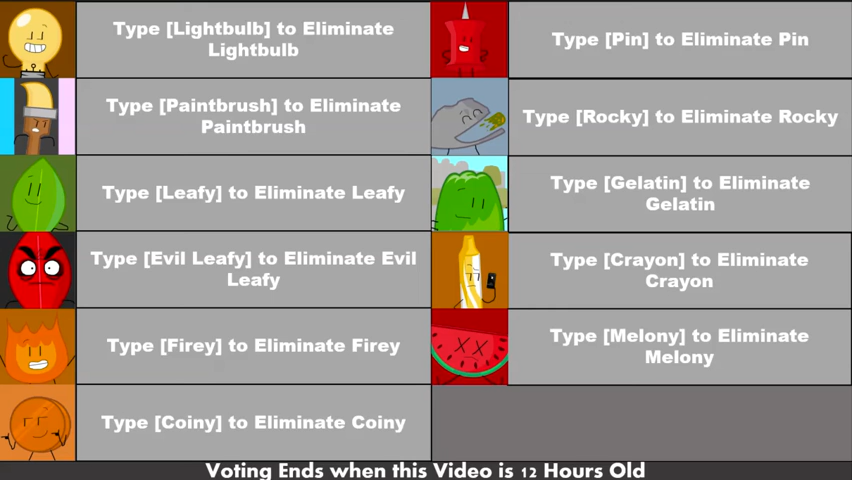 Type [Lightbulb] to Eliminate
Lightbulb
Type [Paintbrush] to Eliminate
Paintbrush
Type [Leafy] to Eliminate Leafy
Type [Evil Leafy] to Eliminate Evil
Leafy
Type [Firey] to Eliminate Firey
Type [Coiny] to Eliminate Coiny
Type [Pin] to Eliminate Pin
Type [Rocky] to Eliminate Rocky
Type [Gelatin] to Eliminate
Gelatin
Type [Crayon] to Eliminate
Crayon
Type [Melony] to Eliminate
Melony
Voting Ends when this Video is 12 Hours Old